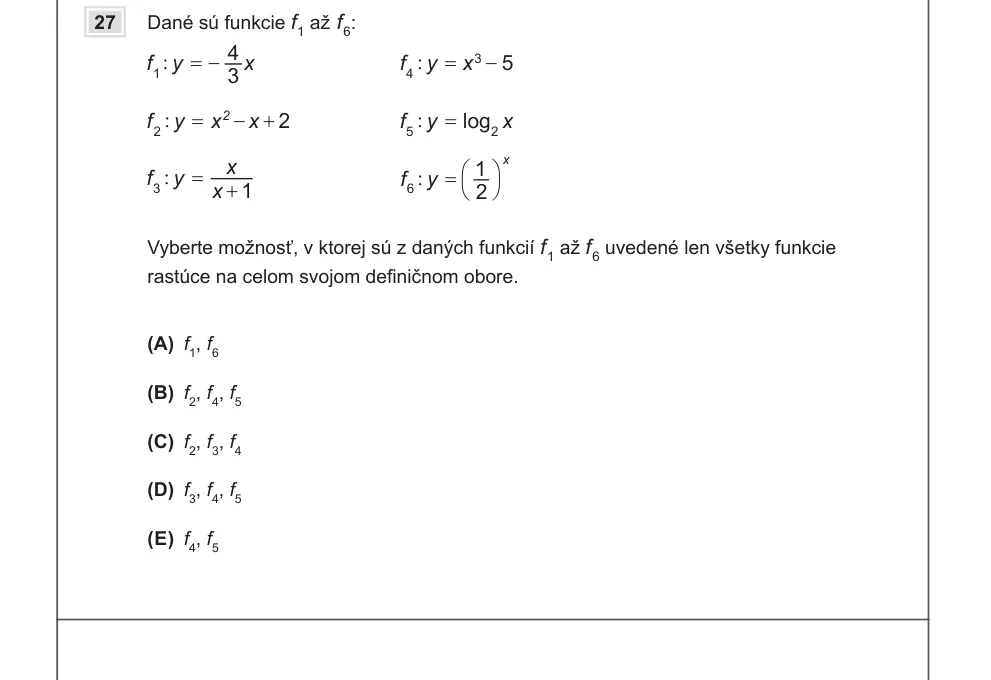 27 Dané sú funkcie f₁ až f₆:
f₁ : y = − 4/3 x
f₄ : y = x³ − 5
f₂ : y = x² − x + 2
f₅ : y = log₂ x
f₃ : y = x/(x + 1)
f₆ : y = (1/2)ˣ
Vyberte možnosť, v ktorej sú z daných funkcií f₁ až f₆ uvedené len všetky funkcie
rastúce na celom svojom definičnom obore.
(A) f₁, f₆
(B) f₂, f₄, f₅
(C) f₂, f₃, f₄
(D) f₃, f₄, f₅
(E) f₄, f₅